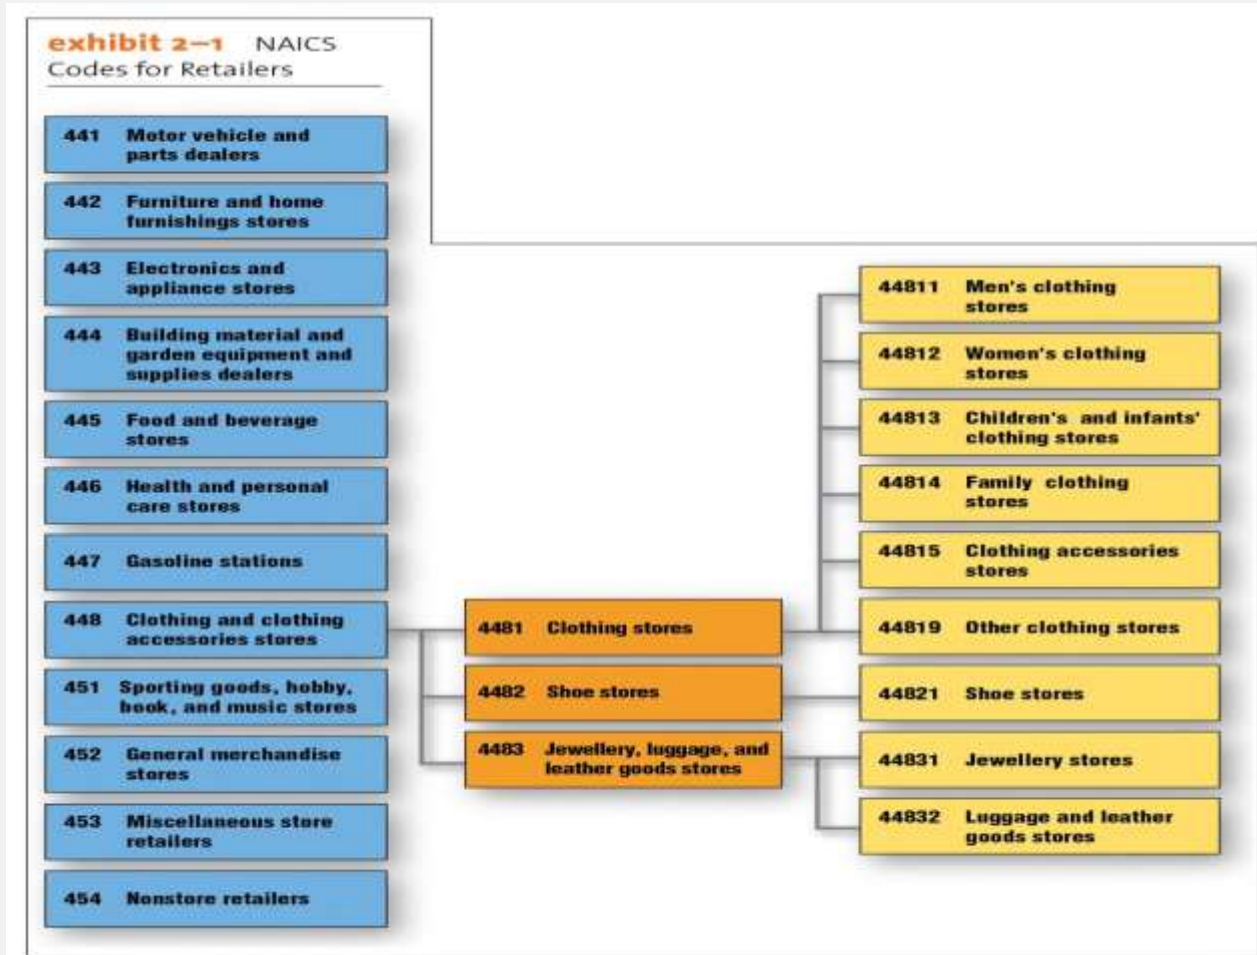 exhibit 2–1 NAICS
Codes for Retailers
441 Motor vehicle and
parts dealers
442 Furniture and home
furnishings stores
443 Electronics and
appliance stores
444 Building material and
garden equipment and
supplies dealers
445 Food and beverage
stores
446 Health and personal
care stores
447 Gasoline stations
448 Clothing and clothing
accessories stores
451 Sporting goods, hobby,
book, and music stores
452 General merchandise
stores
453 Miscellaneous store
retailers
454 Nonstore retailers
4481 Clothing stores
4482 Shoe stores
4483 Jewellery, luggage, and
leather goods stores
44811 Men's clothing
stores
44812 Women's clothing
stores
44813 Children's and infants'
clothing stores
44814 Family clothing
stores
44815 Clothing accessories
stores
44819 Other clothing stores
44821 Shoe stores
44831 Jewellery stores
44832 Luggage and leather
goods stores